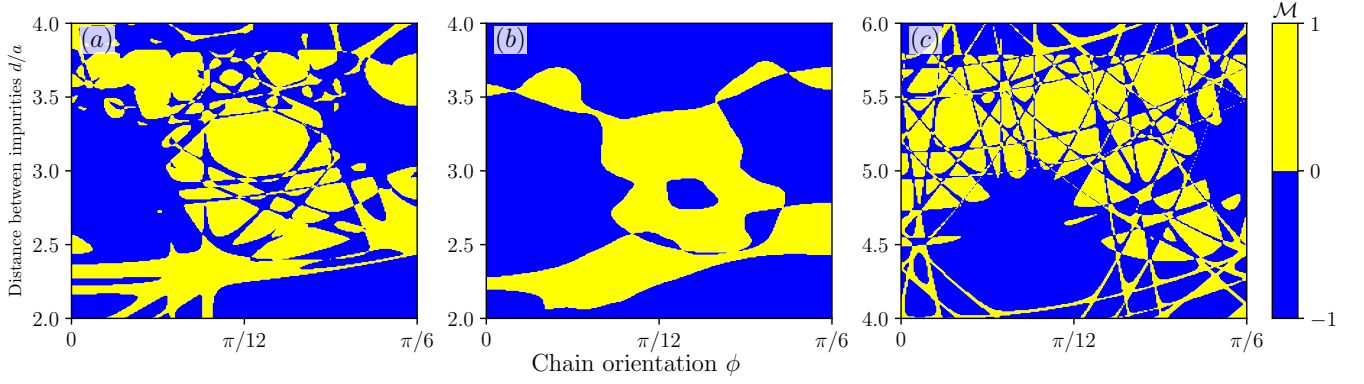 Distance between impurities d/a
(a)
4.0
3.5
3.0
2.5
2.0
0
π/12
π/6
(b)
4.0
3.5
3.0
2.5
2.0
0
π/12
π/6
Chain orientation ϕ
(c)
6.0
5.5
5.0
4.5
4.0
0
π/12
π/6
ℳ
1
0
−1